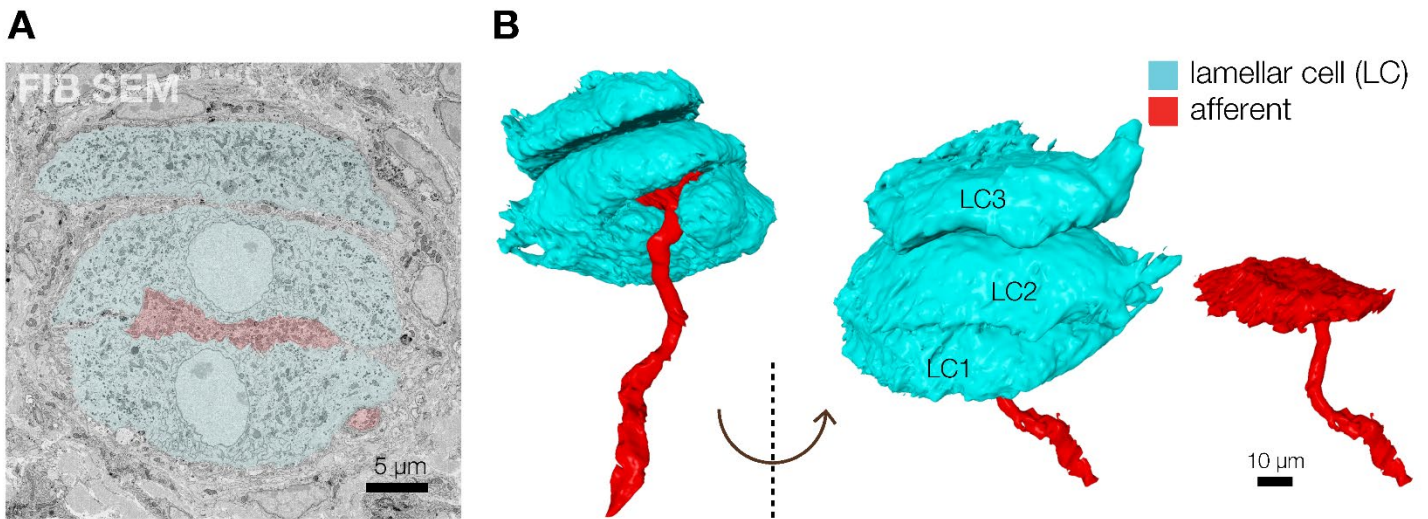 A
B
FIB SEM
lamellar cell (LC)
afferent
LC3
LC2
LC1
5 μm
10 μm